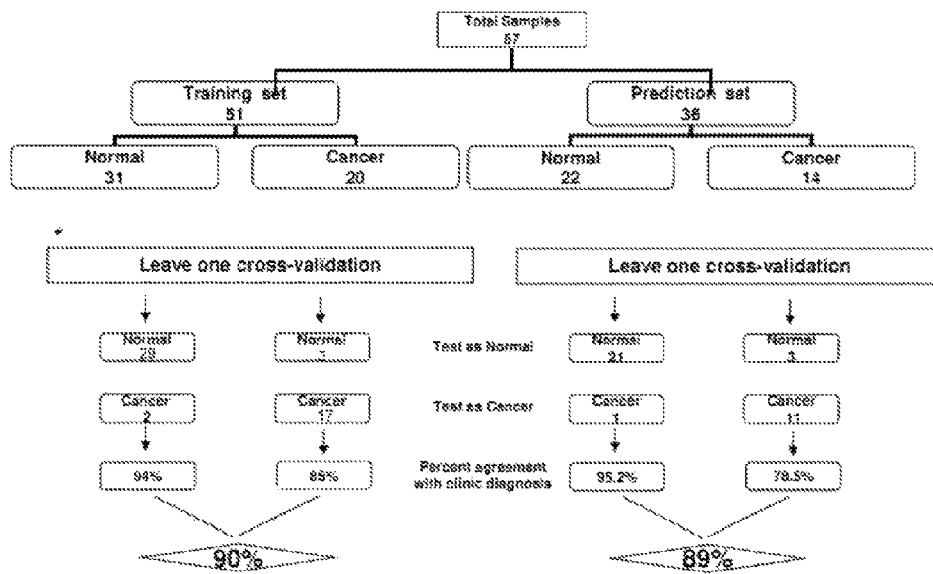 Total Samples
87
Training set
51
Prediction set
36
Normal
31
Cancer
20
Normal
22
Cancer
14
Leave one cross-validation
Leave one cross-validation
Normal
29
Normal
3
Test as Normal
Normal
21
Normal
3
Cancer
2
Cancer
17
Test as Cancer
Cancer
1
Cancer
11
94%
85%
Percent agreement
with clinic diagnosis
95.2%
78.5%
90%
89%